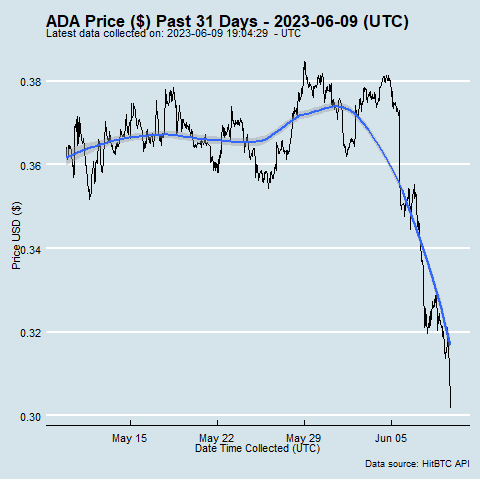 ADA Price ($) Past 31 Days - 2023-06-09 (UTC)
Latest data collected on: 2023-06-09 19:04:29 - UTC
0.38
0.36
0.34
0.32
0.30
Price USD ($)
May 15
May 22
May 29
Jun 05
Date Time Collected (UTC)
Data source: HitBTC API